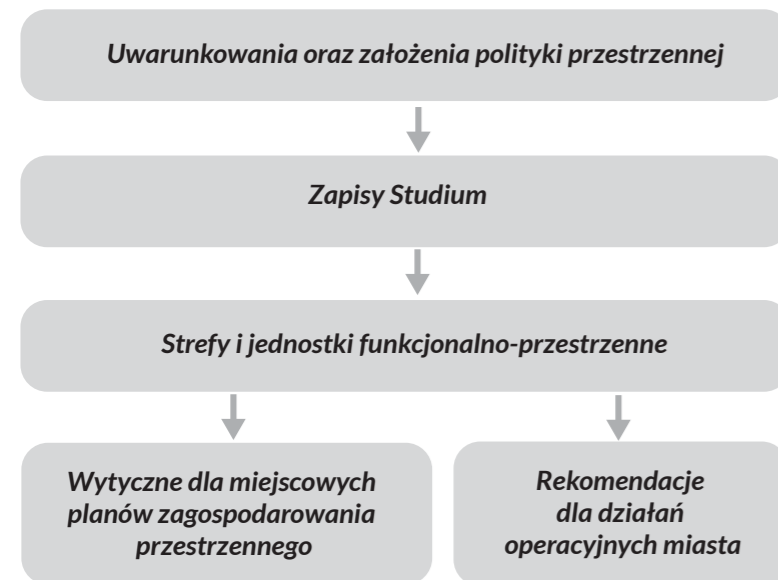 Uwarunkowania oraz założenia polityki przestrzennej
Zapisy Studium
Strefy i jednostki funkcjonalno-przestrzenne
Wytyczne dla miejscowych
planów zagospodarowania
przestrzennego
Rekomendacje
dla działań
operacyjnych miasta